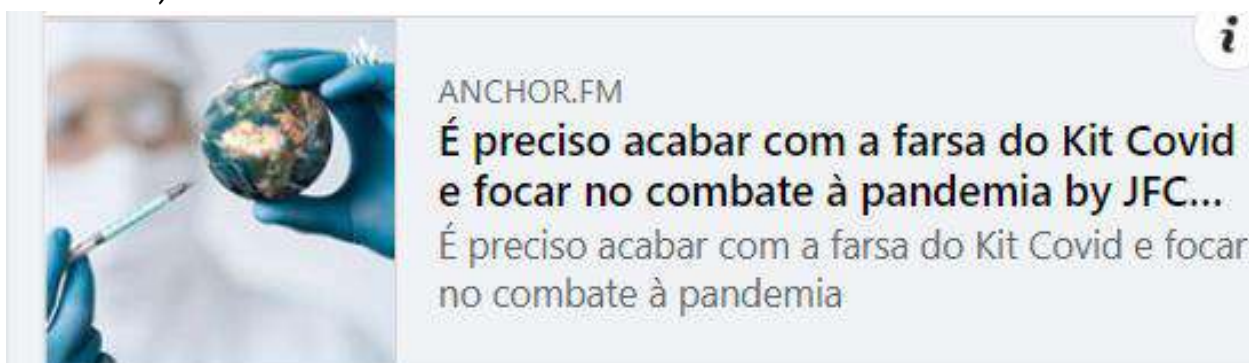 ANCHOR.FM
É preciso acabar com a farsa do Kit Covid
e focar no combate à pandemia by JFC...
É preciso acabar com a farsa do Kit Covid e focar
no combate à pandemia